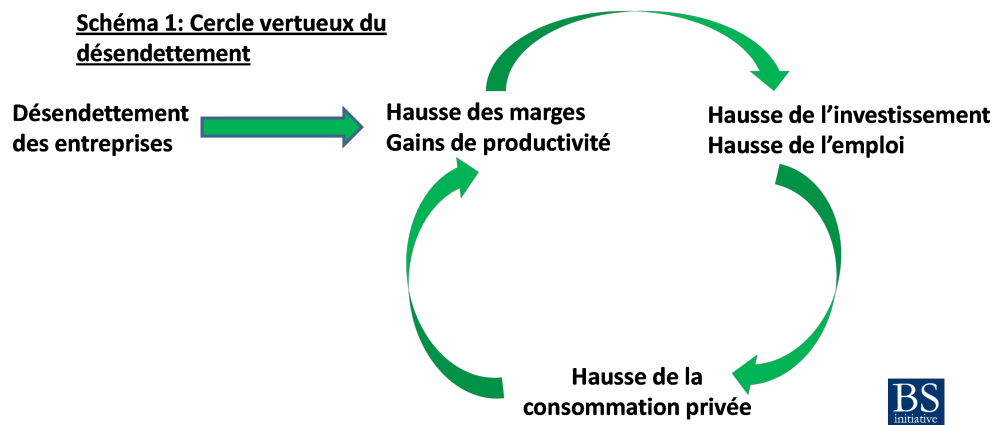 Schéma 1: Cercle vertueux du
désendettement
Désendettement
des entreprises
Hausse des marges
Gains de productivité
Hausse de l’investissement
Hausse de l’emploi
Hausse de la
consommation privée
BS
initiative